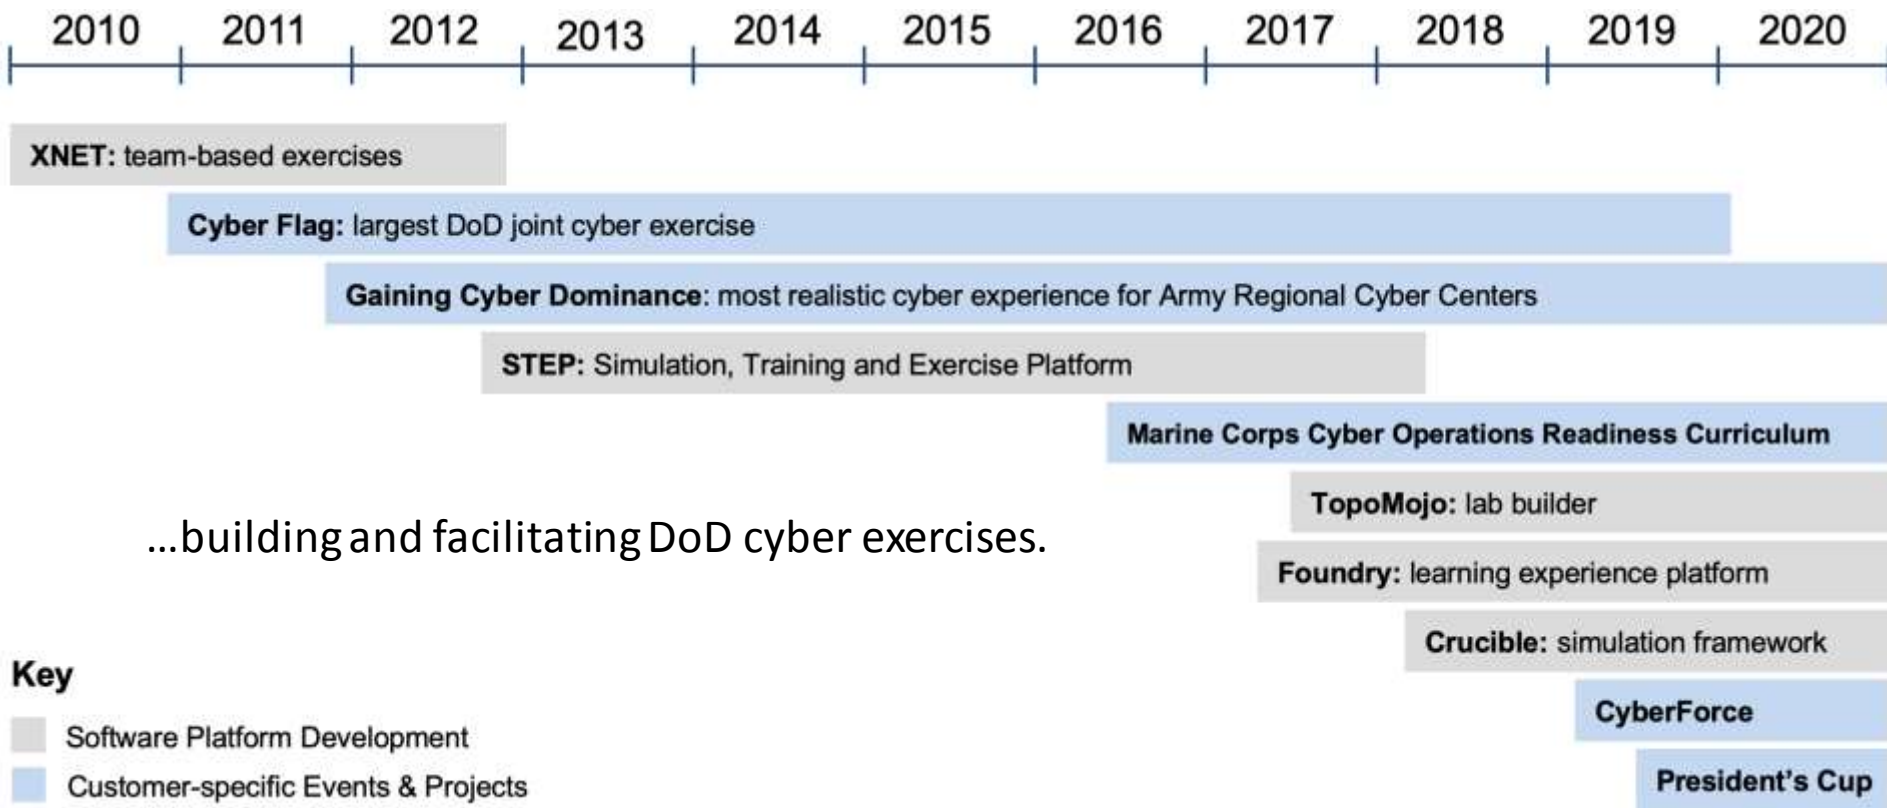 2010 2011 2012 2013 2014 2015 2016 2017 2018 2019 2020
XNET: team-based exercises
Cyber Flag: largest DoD joint cyber exercise
Gaining Cyber Dominance: most realistic cyber experience for Army Regional Cyber Centers
STEP: Simulation, Training and Exercise Platform
Marine Corps Cyber Operations Readiness Curriculum
TopoMojo: lab builder
...building and facilitating DoD cyber exercises.
Foundry: learning experience platform
Crucible: simulation framework
Key
CyberForce
Software Platform Development
President's Cup
Customer-specific Events & Projects